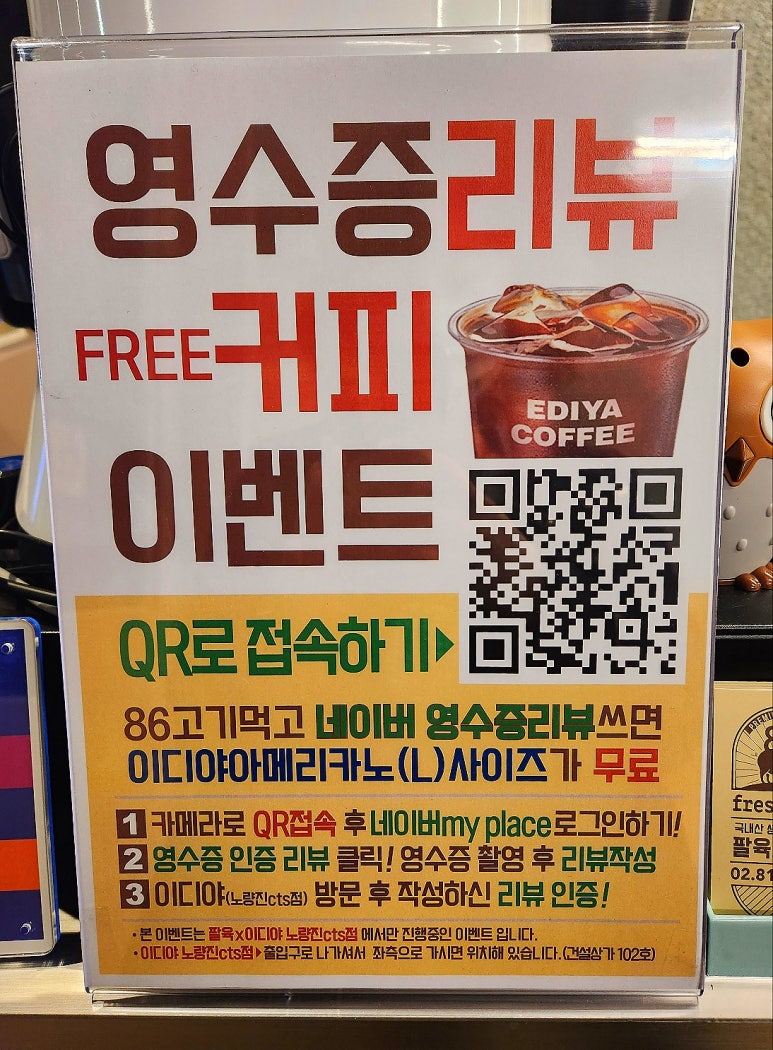 영수증리뷰
FREE커피
이벤트
EDIYA
COFFEE
QR로 접속하기▶
86고기먹고 네이버 영수증리뷰쓰면
이디야아메리카노(L)사이즈가 무료
1 카메라로 QR접속 후 네이버my place로그인하기!
2 영수증 인증 리뷰 클릭! 영수증 촬영 후 리뷰작성
3 이디야(노량진cts점) 방문 후 작성하신 리뷰 인증!
• 본 이벤트는 팔육x이디야 노량진cts점 에서만 진행중인 이벤트 입니다.
• 이디야 노량진cts점▶출입구로 나가셔서 좌측으로 가시면 위치해 있습니다.(건설상가 102호)
fres
국내산
팔육
02.81